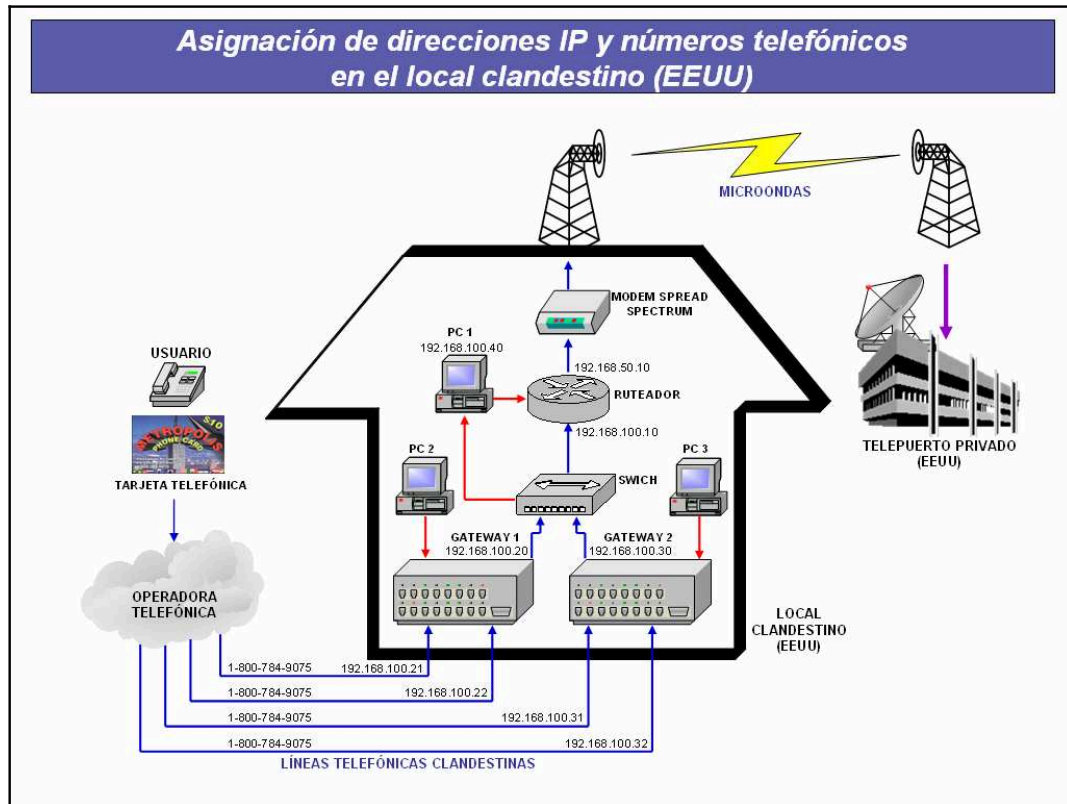 Asignación de direcciones IP y números telefónicos
en el local clandestino (EEUU)
MICROONDAS
MODEM SPREAD
SPECTRUM
PC 1
192.168.100.40
USUARIO
192.168.50.10
RUTEADOR
$10
METROPOLIS
PHONE CARD
192.168.100.10
TELEPUERTO PRIVADO
(EEUU)
PC 2
PC 3
TARJETA TELEFÓNICA
SWICH
GATEWAY 1
192.168.100.20
GATEWAY 2
192.168.100.30
OPERADORA
TELEFÓNICA
LOCAL
CLANDESTINO
(EEUU)
1-800-784-9075 192.168.100.21
1-800-784-9075 192.168.100.22
1-800-784-9075 192.168.100.31
1-800-784-9075 192.168.100.32
LÍNEAS TELEFÓNICAS CLANDESTINAS